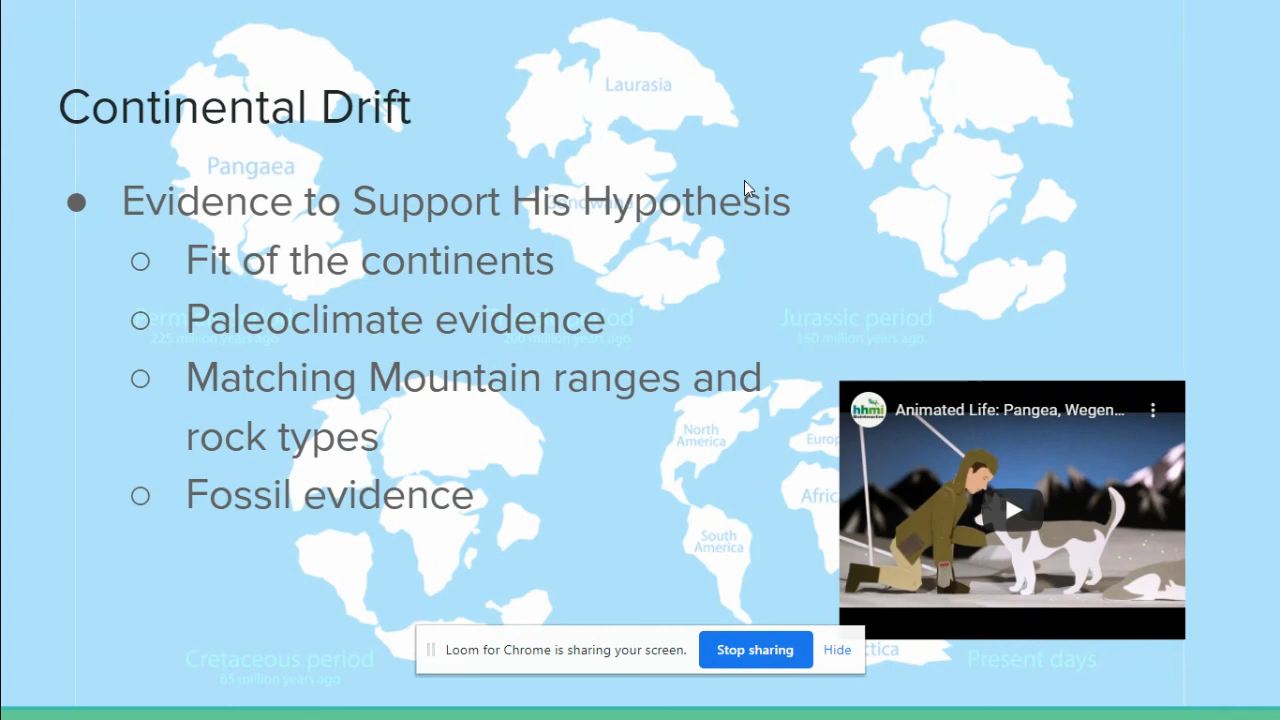 Continental Drift
Laurasia
Pangaea
● Evidence to Support His Hypothesis
○ Fit of the continents
○ Paleoclimate evidence
225 million years ago
200 million years ago
Jurassic period
150 million years ago
○ Matching Mountain ranges and
rock types
○ Fossil evidence
North
America
South
America
hhmi
Animated Life: Pangea, Wegen...
Loom for Chrome is sharing your screen.
Stop sharing
Hide
Cretaceous period
65 million years ago
Present days